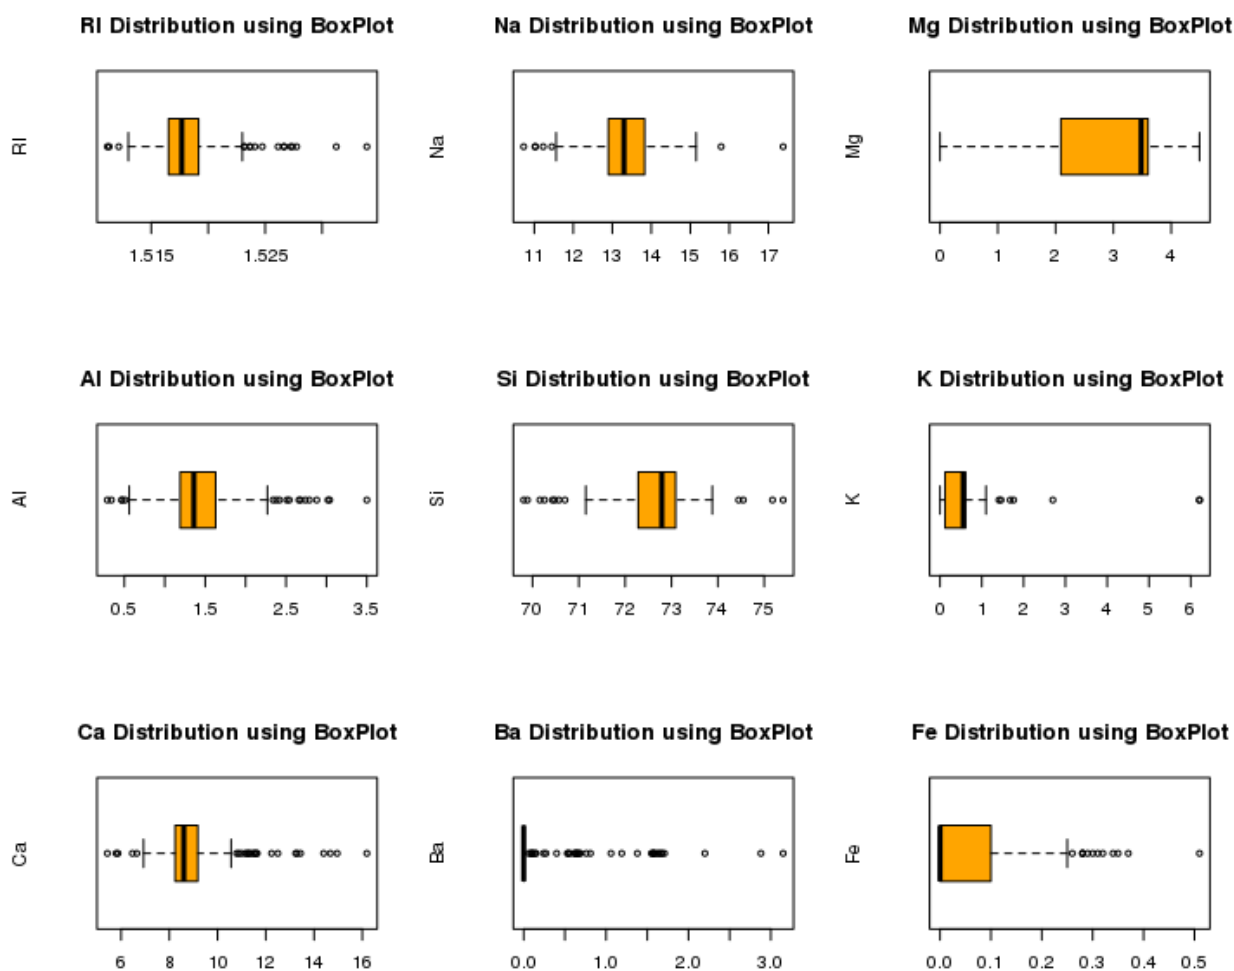 RI Distribution using BoxPlot
Na Distribution using BoxPlot
Mg Distribution using BoxPlot
RI
Na
Mg
1.515 1.525
11 12 13 14 15 16 17
0 1 2 3 4
Al Distribution using BoxPlot
Si Distribution using BoxPlot
K Distribution using BoxPlot
Al
Si
K
0.5 1.5 2.5 3.5
70 71 72 73 74 75
0 1 2 3 4 5 6
Ca Distribution using BoxPlot
Ba Distribution using BoxPlot
Fe Distribution using BoxPlot
Ca
Ba
Fe
6 8 10 12 14 16
0.0 1.0 2.0 3.0
0.0 0.1 0.2 0.3 0.4 0.5